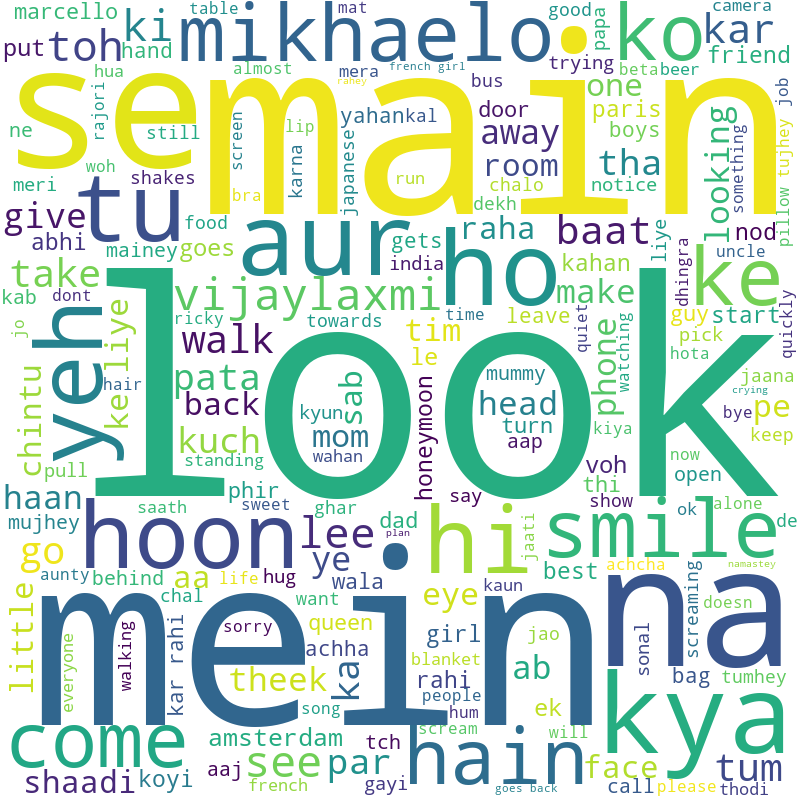 marcello
ki
mikhaelo
good
papa
ko
table
mat
camera
kar
put
toh
hand
trying
friend
hua
almost
french girl
beta
beer
se
main
rajori
mera
rahey
bus
one
ne
still
screen
lip
yahan
kal
door
paris
job
meri
woh
shakes
karna
japanese
away
boys
tha
looking
something
pillow
tujhey
tu
bra
run
room
chalo
notice
give
food
dekh
abhi
mainey
goes
aur
gets
raha
ho
baat
liye
nod
take
india
kahan
uncle
kab
dont
vijaylaxmi
make
dhingra
ke
yeh
jo
ricky
towards
time
leave
quiet
phone
guy
start
quickly
ke liye
walk
tim
le
watching
pick
hair
look
pata
sab
mummy
head
hota
jaana
crying
chintu
back
kyun
mom
honeymoon
turn
kiya
bye
pe
kuch
wahan
aap
keep
pull
standing
voh
now
haan
phir
sweet
ghar
say
thi
open
mujhey
saath
dad
show
alone
ok
hoon
lee
plan
hi
jaati
smile
de
go
ye
best
achcha
namastey
aunty
behind
aa
life
hug
wala
eye
kaun
screaming
na
little
chal
want
doesn
mein
everyone
walking
kar rahi
sorry
queen
girl
jao
sonal
achha
blanket
theek
ka
rahi
people
ab
bag
tumhey
song
hum
ek
kya
come
amsterdam
scream
will
see
par
tch
hain
face
tum
shaadi
koyi
aaj
french
gayi
goes back
call
please
thodi